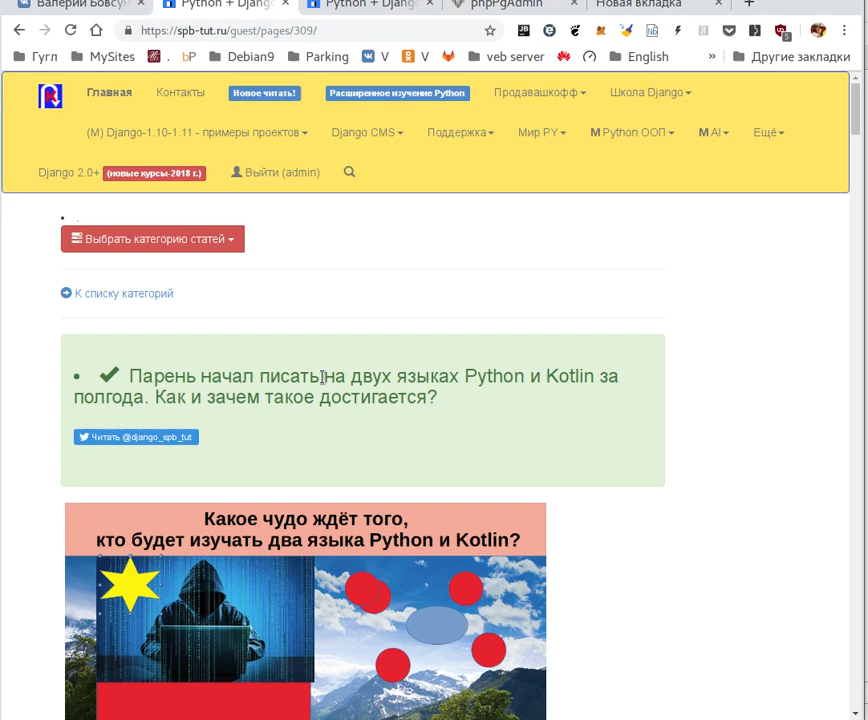 Валерий Бовсун
Python + Django
Python + Django
phpPgAdmin
Новая вкладка
https://spb-tut.ru/guest/pages/309/
Гугл MySites . bP Debian9 Parking V V veb server English » Другие закладки
Главная Контакты Новое читать! Расширенное изучение Python Продавашкофф Школа Django
(M) Django-1.10-1.11 - примеры проектов Django CMS Поддержка Мир PY M Python ООП M AI Ещё
Django 2.0+ (новые курсы-2018 г.) Выйти (admin)
Выбрать категорию статей
К списку категорий
Парень начал писать на двух языках Python и Kotlin за
полгода. Как и зачем такое достигается?
Читать @django_spb_tut
Какое чудо ждёт того,
кто будет изучать два языка Python и Kotlin?